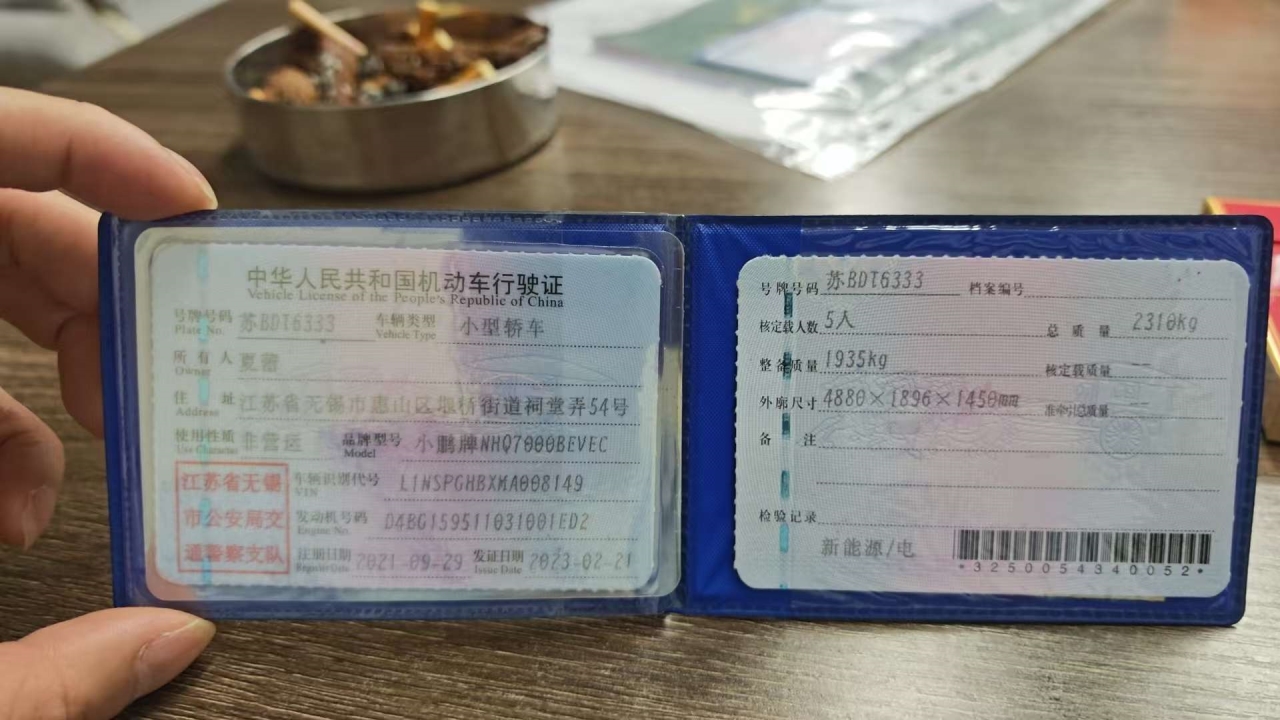 中华人民共和国机动车行驶证
Vehicle License of the People's Republic of China
号牌号码 苏BDT6333 车辆类型 小型轿车
Plate No. Vehicle Type
所有人 夏蕾
Owner
住址 江苏省无锡市惠山区堰桥街道祠堂弄54号
Address
使用性质 非营运 品牌型号 小鹏牌NHQ7000BEVEC
Use Character Model
江苏省无锡
市公安局交
通警察支队
车辆识别代号 L1NSPGHBXMA008149
VIN
发动机号码 D4BG159511031001ED2
Engine No.
注册日期 2021-09-29 发证日期 2023-02-21
Register Date Issue Date
号牌号码 苏BDT6333 档案编号
核定载人数 5人 总质量 2310kg
整备质量 1935kg 核定载质量 --
外廓尺寸 4880×1896×1450mm 准牵引总质量 --
备注
检验记录
新能源/电
*3250054340052*